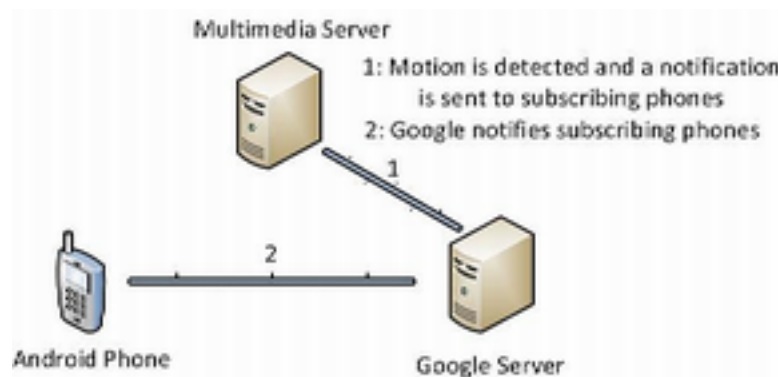 Multimedia Server
1: Motion is detected and a notification
is sent to subscribing phones
2: Google notifies subscribing phones
1
2
Android Phone
Google Server